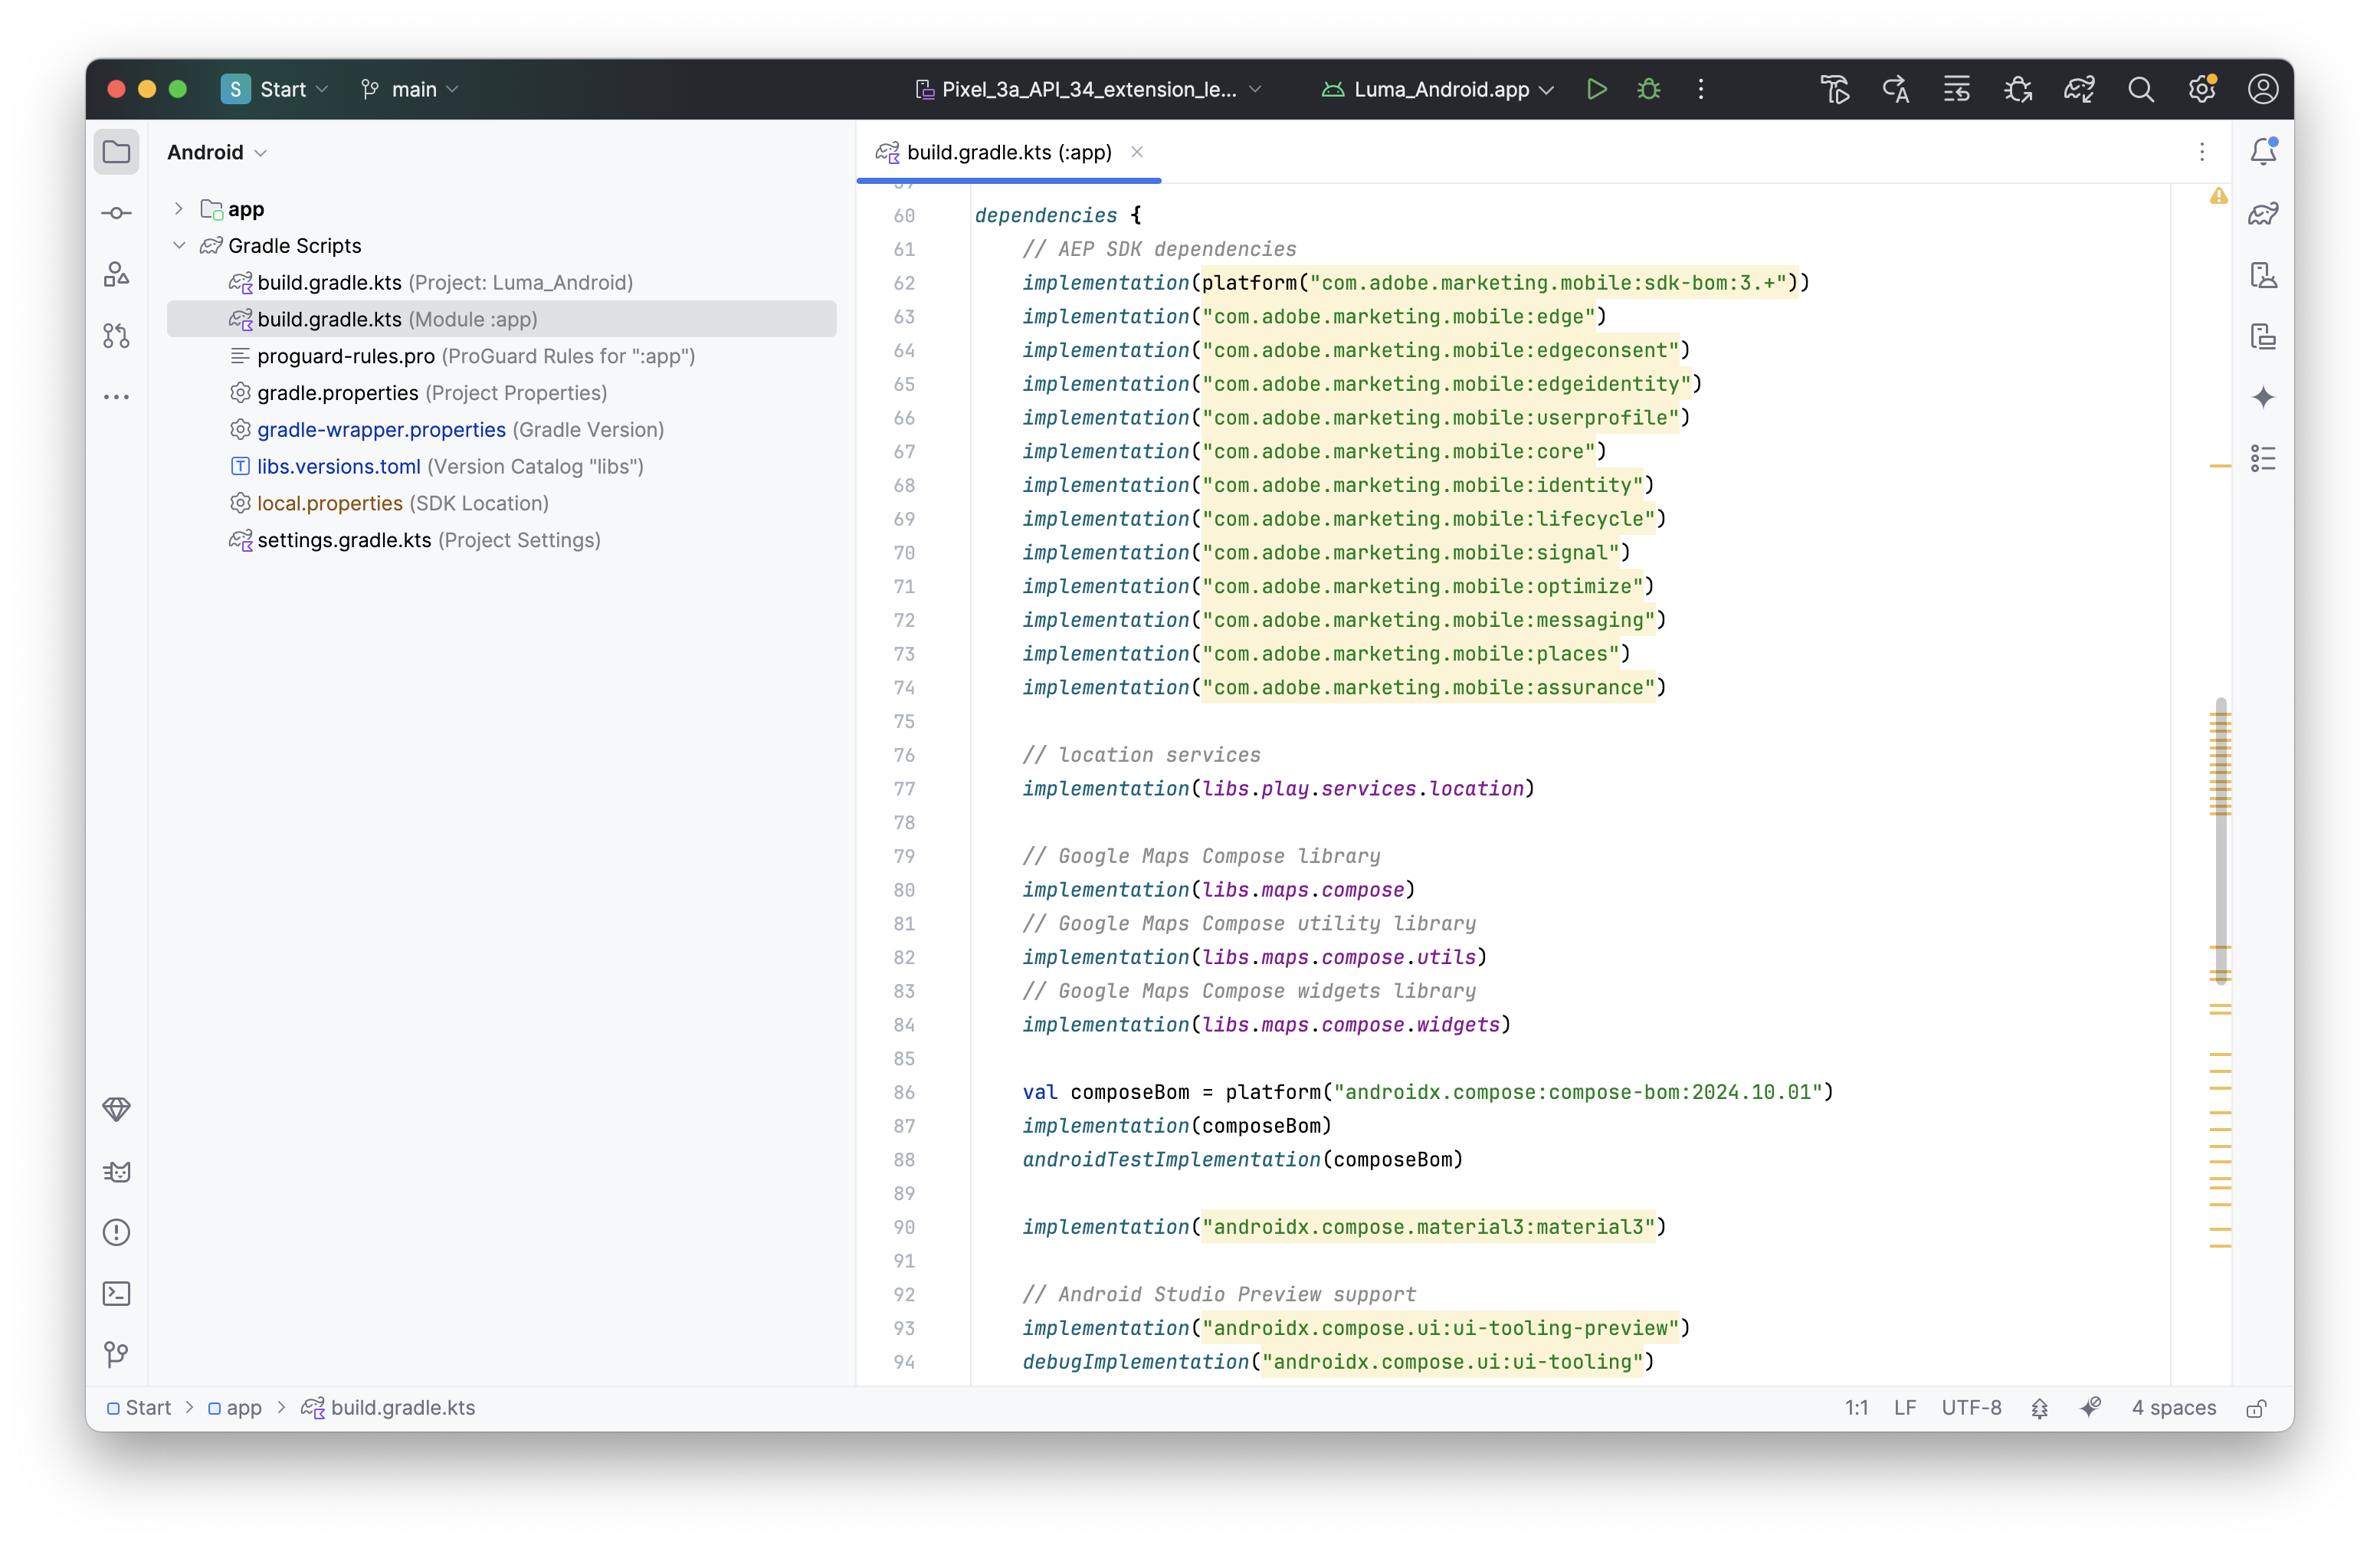 S Start main Pixel_3a_API_34_extension_le... Luma_Android.app
Android
app
Gradle Scripts
build.gradle.kts (Project: Luma_Android)
build.gradle.kts (Module :app)
proguard-rules.pro (ProGuard Rules for ":app")
gradle.properties (Project Properties)
gradle-wrapper.properties (Gradle Version)
libs.versions.toml (Version Catalog "libs")
local.properties (SDK Location)
settings.gradle.kts (Project Settings)
build.gradle.kts (:app)
60 dependencies {
61 // AEP SDK dependencies
62 implementation(platform("com.adobe.marketing.mobile:sdk-bom:3.+"))
63 implementation("com.adobe.marketing.mobile:edge")
64 implementation("com.adobe.marketing.mobile:edgeconsent")
65 implementation("com.adobe.marketing.mobile:edgeidentity")
66 implementation("com.adobe.marketing.mobile:userprofile")
67 implementation("com.adobe.marketing.mobile:core")
68 implementation("com.adobe.marketing.mobile:identity")
69 implementation("com.adobe.marketing.mobile:lifecycle")
70 implementation("com.adobe.marketing.mobile:signal")
71 implementation("com.adobe.marketing.mobile:optimize")
72 implementation("com.adobe.marketing.mobile:messaging")
73 implementation("com.adobe.marketing.mobile:places")
74 implementation("com.adobe.marketing.mobile:assurance")
75
76 // location services
77 implementation(libs.play.services.location)
78
79 // Google Maps Compose library
80 implementation(libs.maps.compose)
81 // Google Maps Compose utility library
82 implementation(libs.maps.compose.utils)
83 // Google Maps Compose widgets library
84 implementation(libs.maps.compose.widgets)
85
86 val composeBom = platform("androidx.compose:compose-bom:2024.10.01")
87 implementation(composeBom)
88 androidTestImplementation(composeBom)
89
90 implementation("androidx.compose.material3:material3")
91
92 // Android Studio Preview support
93 implementation("androidx.compose.ui:ui-tooling-preview")
94 debugImplementation("androidx.compose.ui:ui-tooling")
Start > app > build.gradle.kts 1:1 LF UTF-8 4 spaces